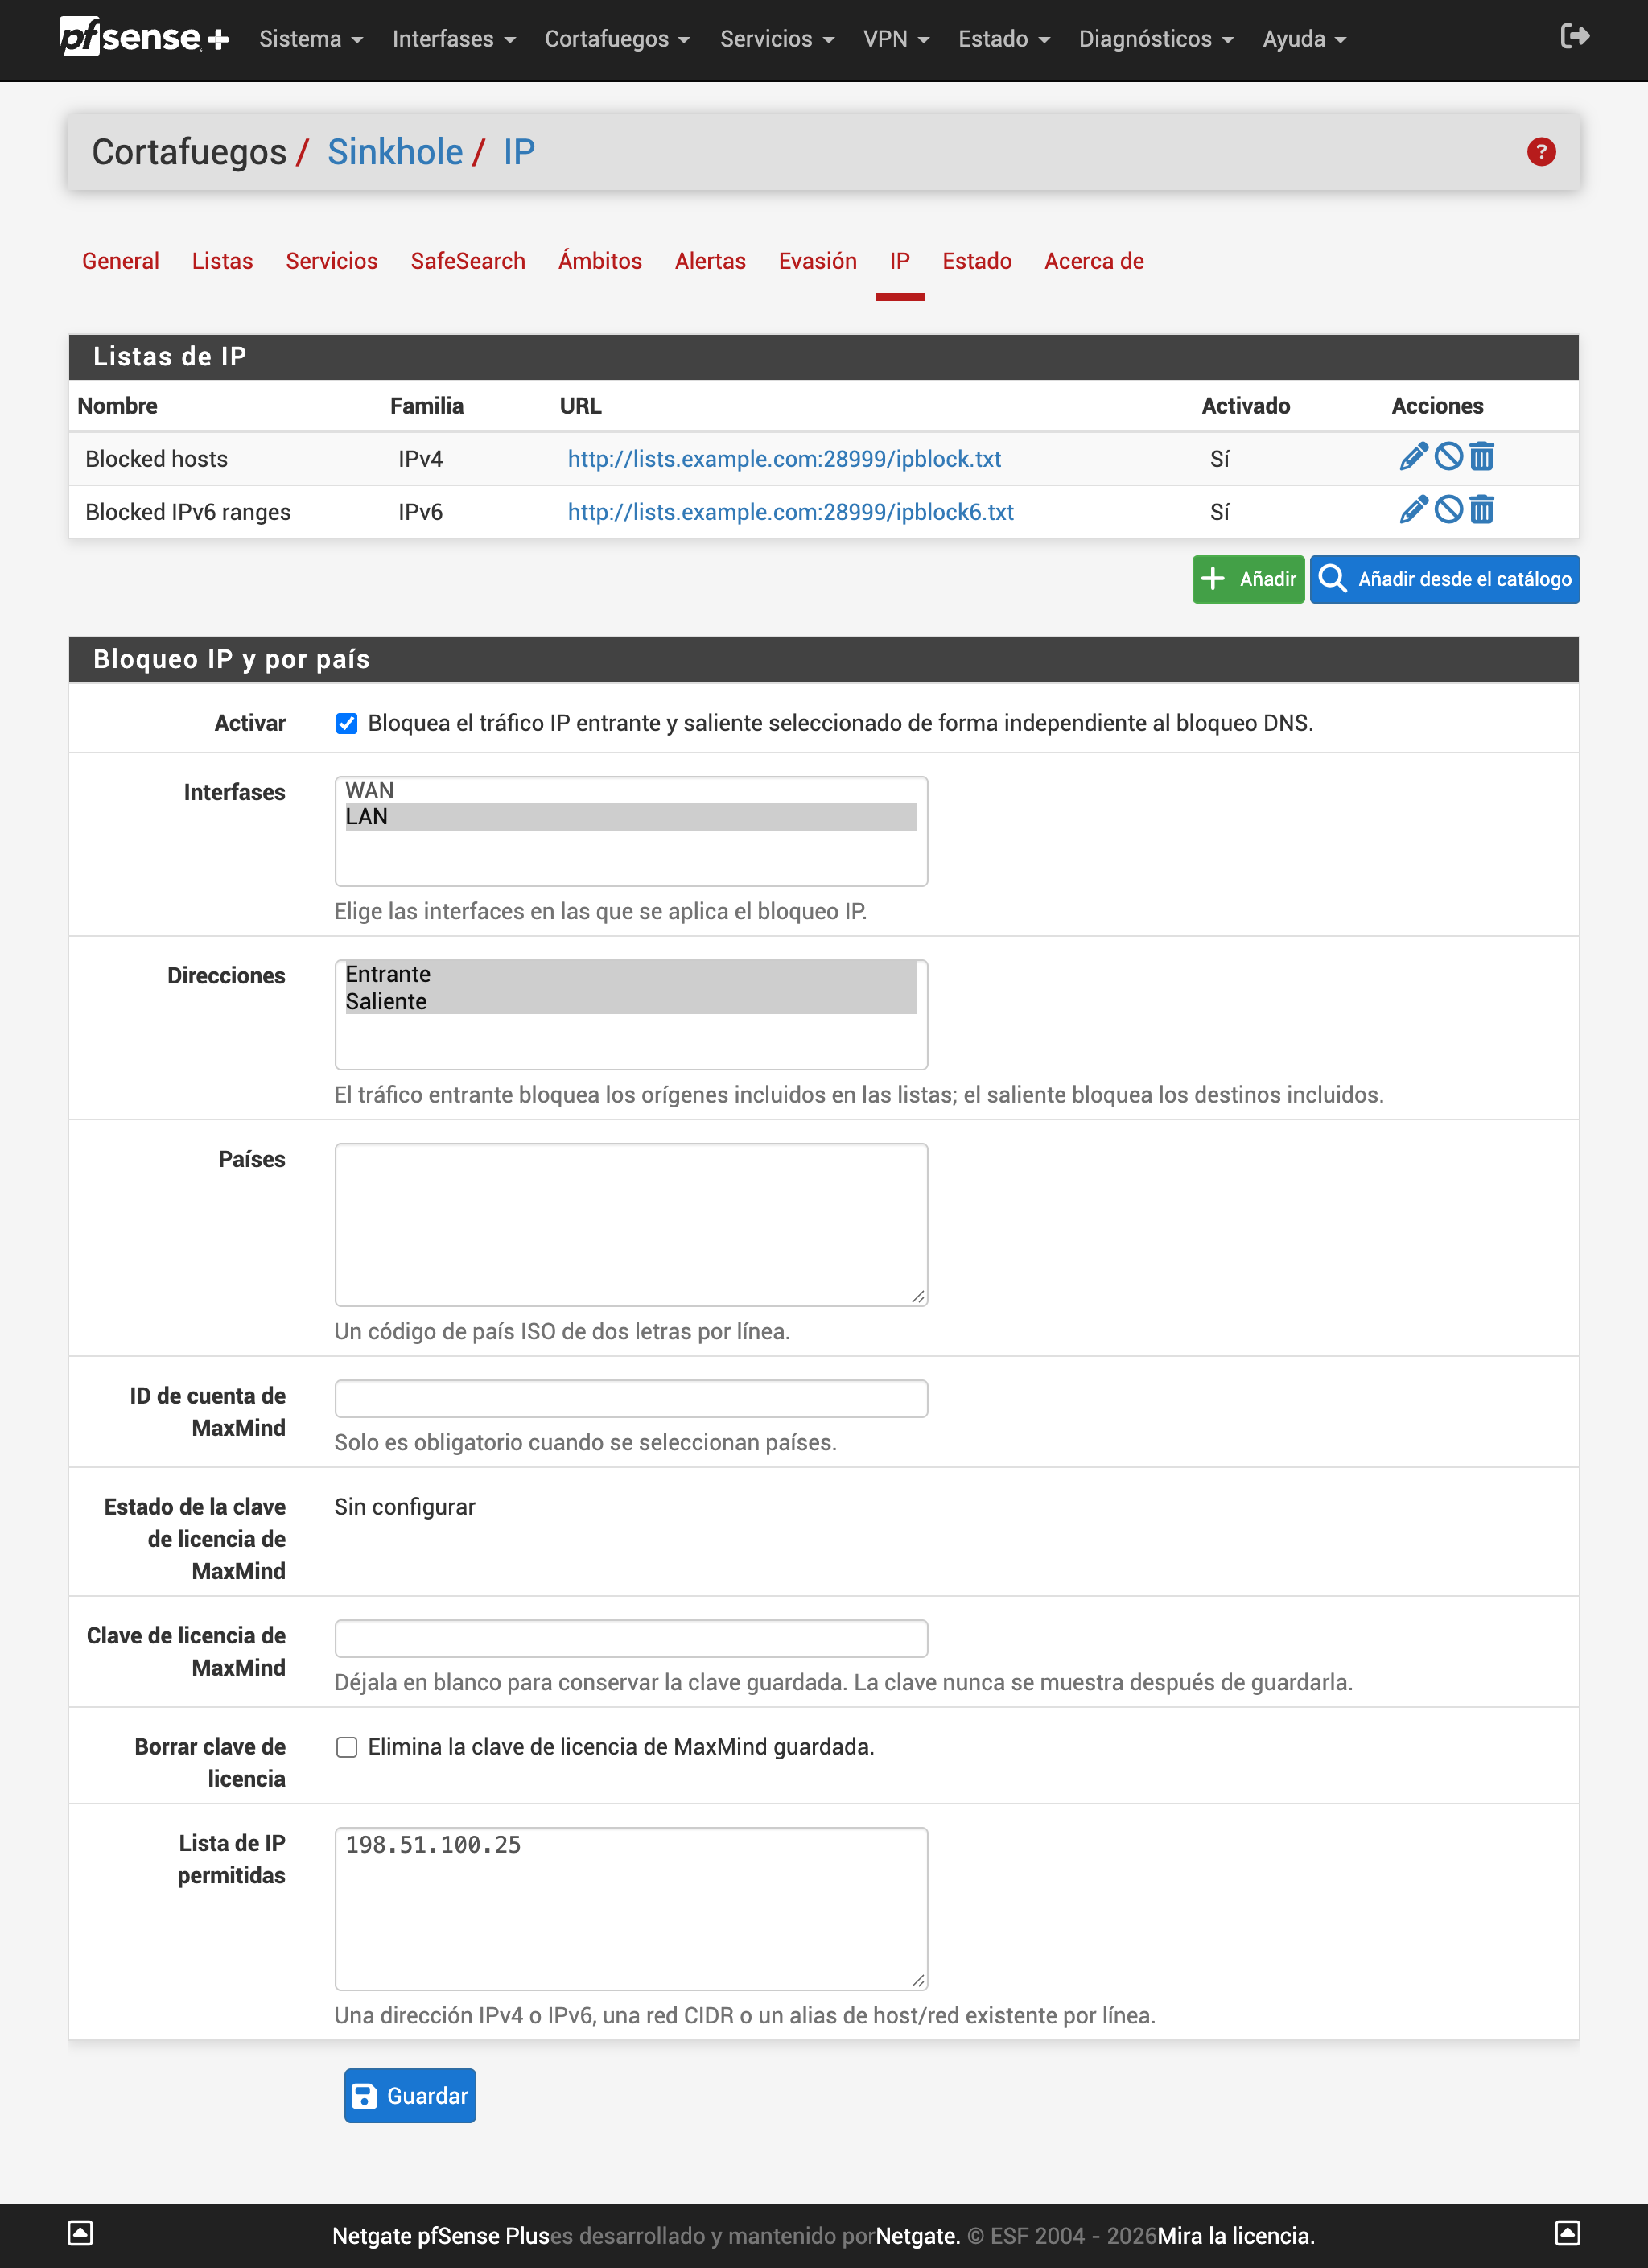 pfsense + Sistema Interfases Cortafuegos Servicios VPN Estado Diagnósticos Ayuda
Cortafuegos / Sinkhole / IP ?
General Listas Servicios SafeSearch Ámbitos Alertas Evasión IP Estado Acerca de
Listas de IP
Nombre Familia URL Activado Acciones
Blocked hosts IPv4 http://lists.example.com:28999/ipblock.txt Sí
Blocked IPv6 ranges IPv6 http://lists.example.com:28999/ipblock6.txt Sí
Añadir Añadir desde el catálogo
Bloqueo IP y por país
Activar Bloquea el tráfico IP entrante y saliente seleccionado de forma independiente al bloqueo DNS.
Interfases
WAN
LAN
Elige las interfaces en las que se aplica el bloqueo IP.
Direcciones
Entrante
Saliente
El tráfico entrante bloquea los orígenes incluidos en las listas; el saliente bloquea los destinos incluidos.
Países
Un código de país ISO de dos letras por línea.
ID de cuenta de
MaxMind
Solo es obligatorio cuando se seleccionan países.
Estado de la clave
de licencia de
MaxMind
Sin configurar
Clave de licencia de
MaxMind
Déjala en blanco para conservar la clave guardada. La clave nunca se muestra después de guardarla.
Borrar clave de
licencia
Elimina la clave de licencia de MaxMind guardada.
Lista de IP
permitidas
198.51.100.25
Una dirección IPv4 o IPv6, una red CIDR o un alias de host/red existente por línea.
Guardar
Netgate pfSense Pluses desarrollado y mantenido porNetgate. © ESF 2004 - 2026Mira la licencia.